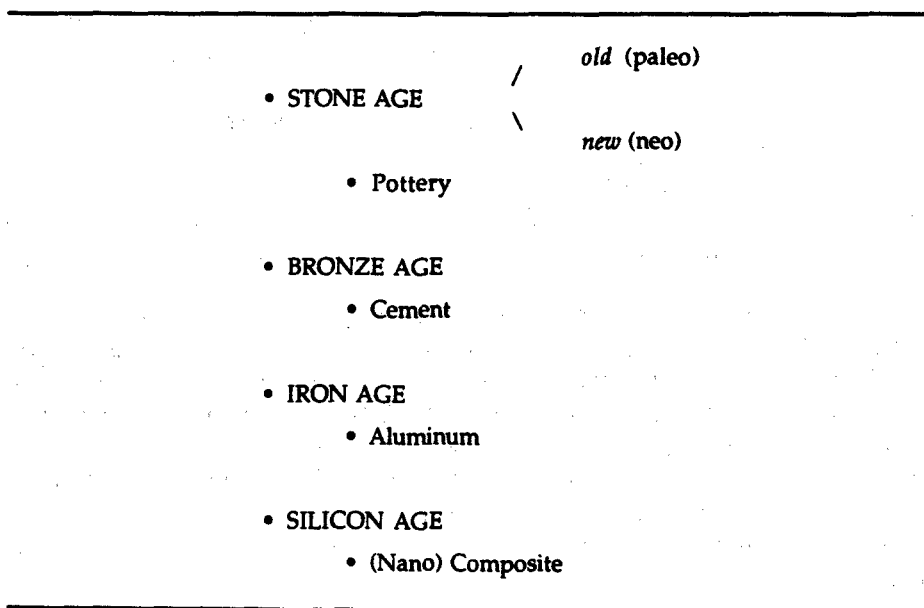 old (paleo)
/
• STONE AGE
\
new (neo)
• Pottery
• BRONZE AGE
• Cement
• IRON AGE
• Aluminum
• SILICON AGE
• (Nano) Composite